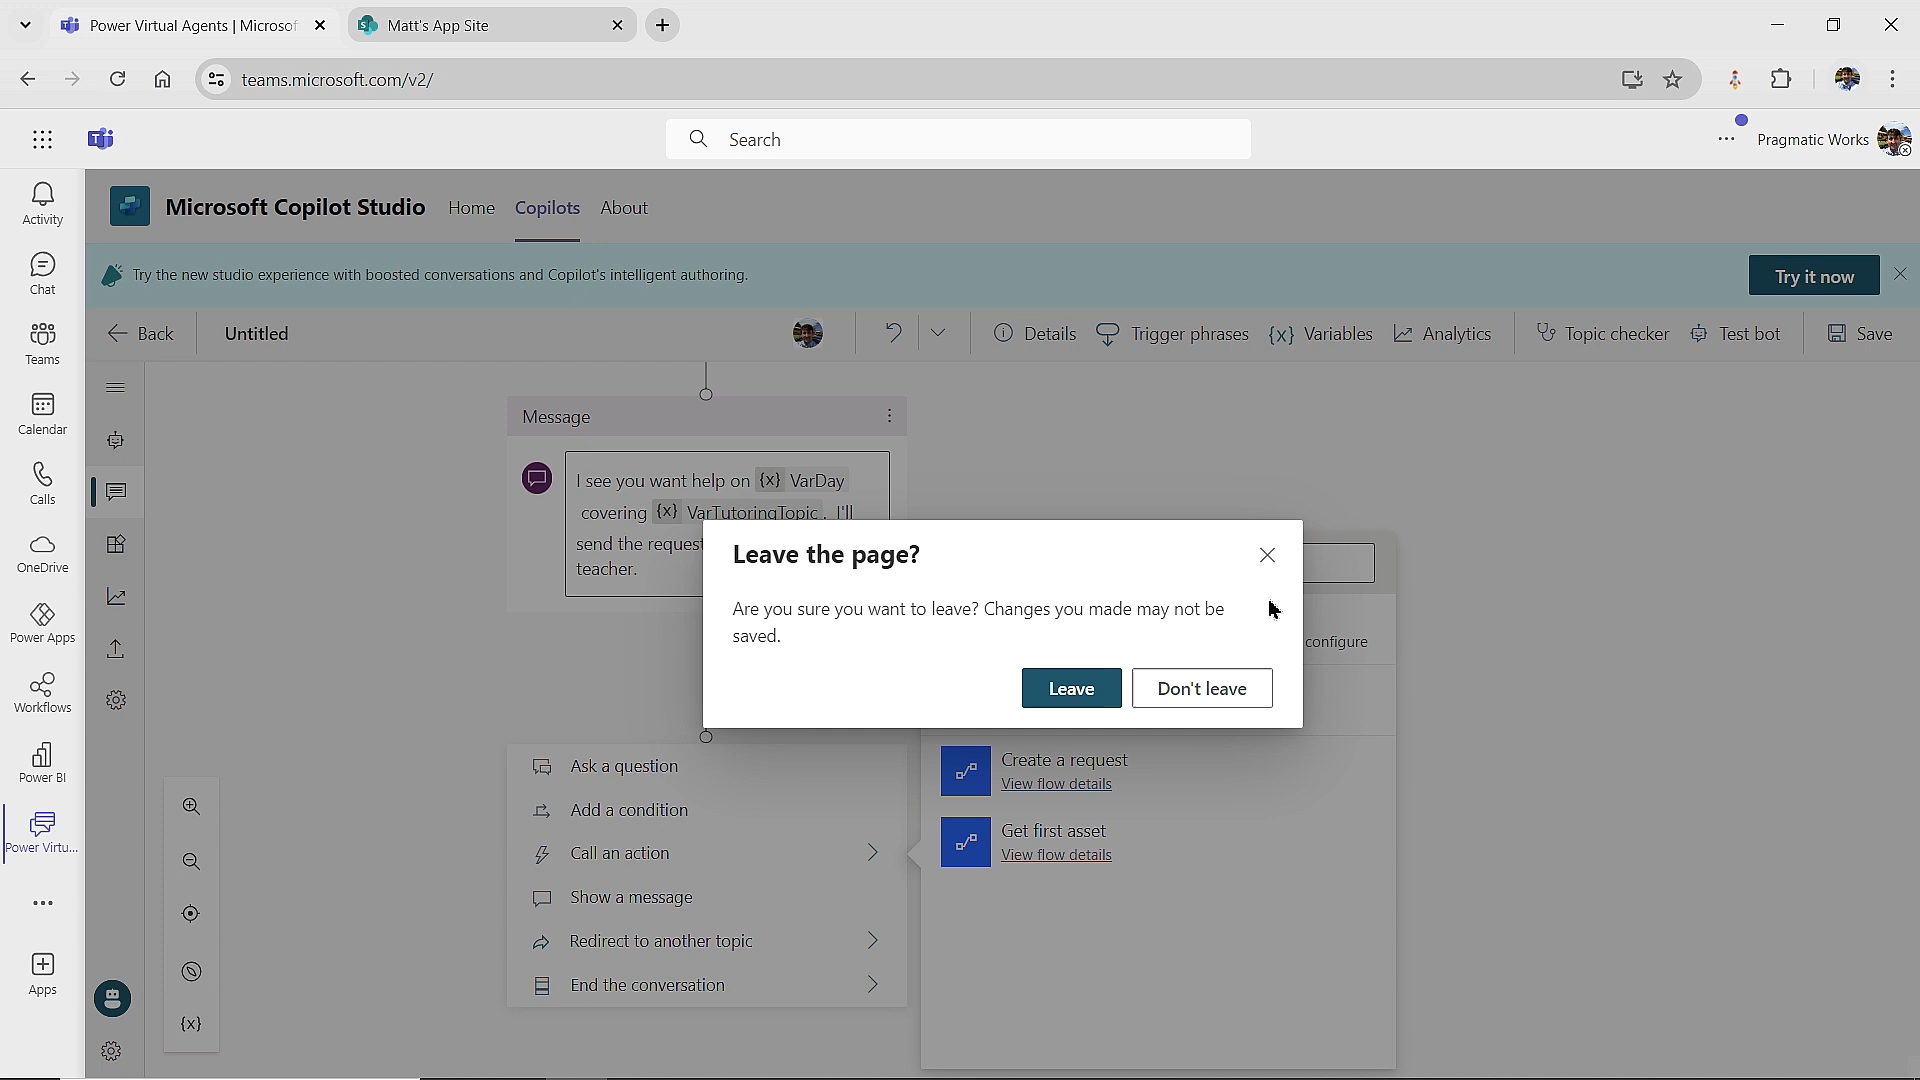 Power Virtual Agents | Microsof
Matt's App Site
teams.microsoft.com/v2/
Search
Pragmatic Works
Activity
Chat
Teams
Calendar
Calls
OneDrive
Power Apps
Workflows
Power BI
Power Virtu...
Apps
Microsoft Copilot Studio
Home
Copilots
About
Try the new studio experience with boosted conversations and Copilot's intelligent authoring.
Try it now
Back
Untitled
Details
Trigger phrases
{x} Variables
Analytics
Topic checker
Test bot
Save
Message
I see you want help on {x} VarDay
covering {x} VarTutoringTopic . I'll
send the request
teacher.
Leave the page?
Are you sure you want to leave? Changes you made may not be
saved.
Leave
Don't leave
configure
Create a request
View flow details
Get first asset
View flow details
Ask a question
Add a condition
Call an action
Show a message
Redirect to another topic
End the conversation
{x}